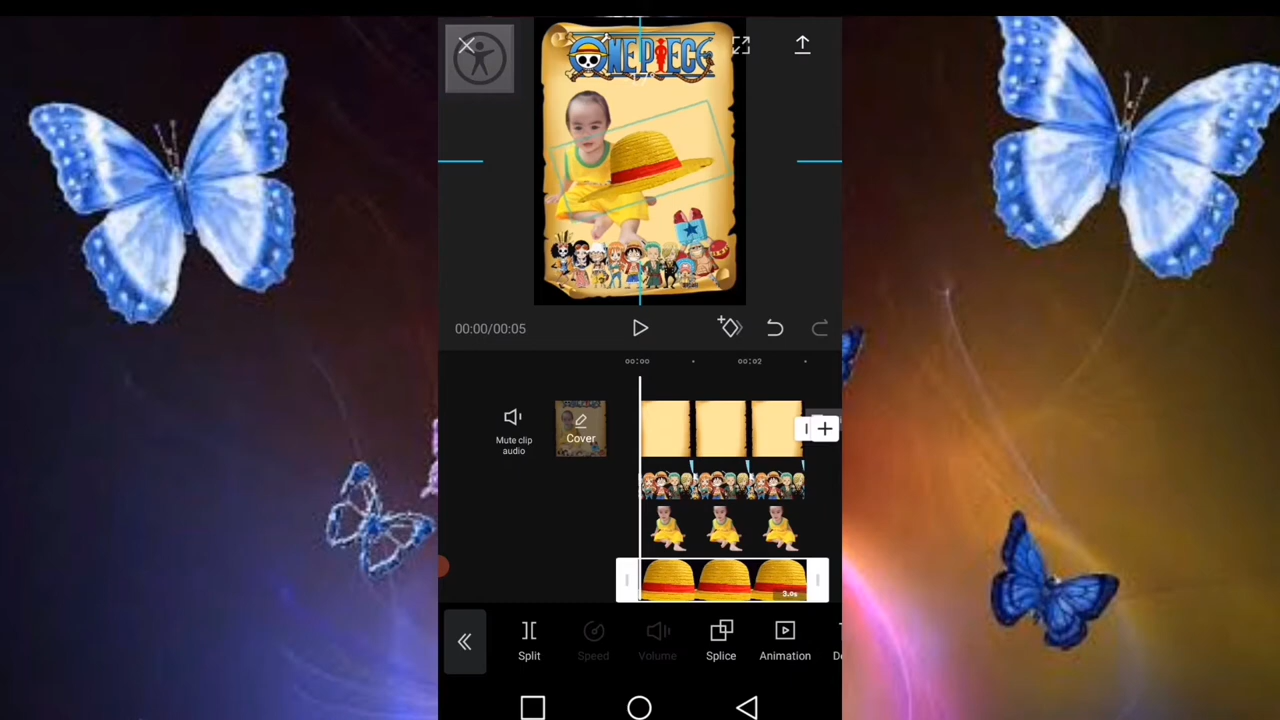 ONE PIECE
00:00/00:05
00:00
00:02
Mute clip
audio
Cover
3.0s
Split
Speed
Volume
Splice
Animation